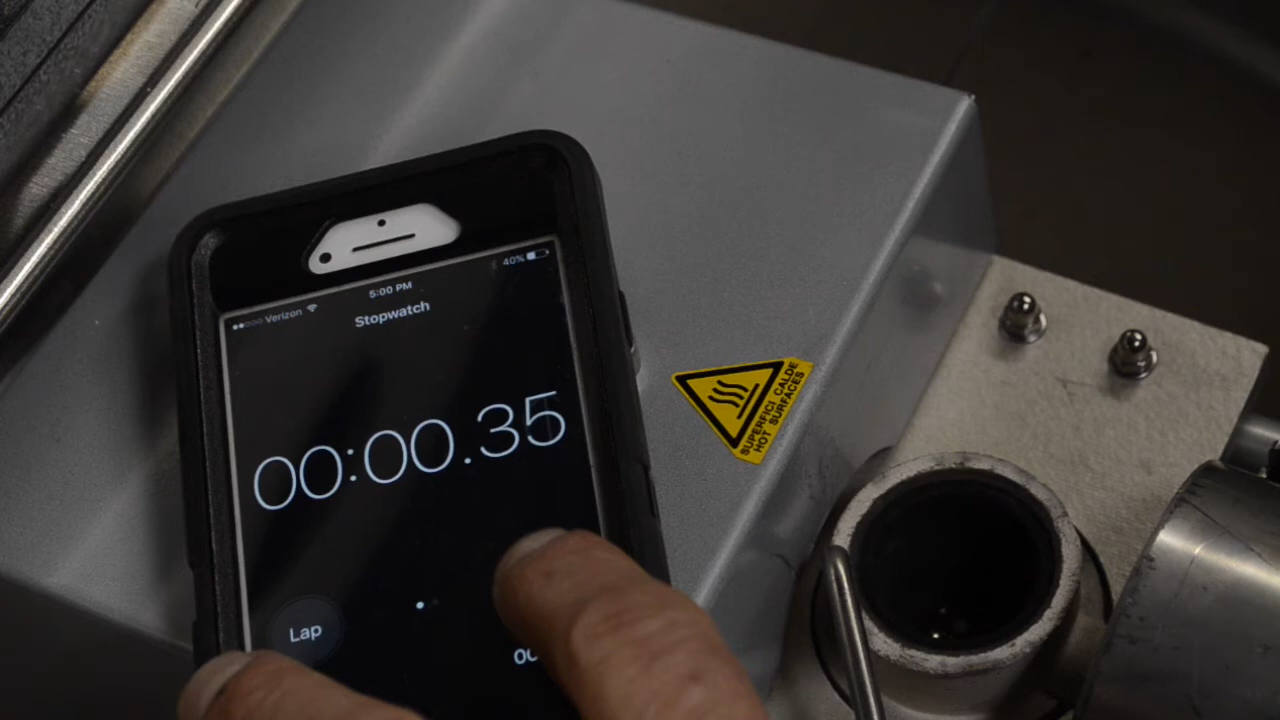 Verizon
5:00 PM
40%
Stopwatch
00:00.35
Lap
SUPERFICI CALDE
HOT SURFACES